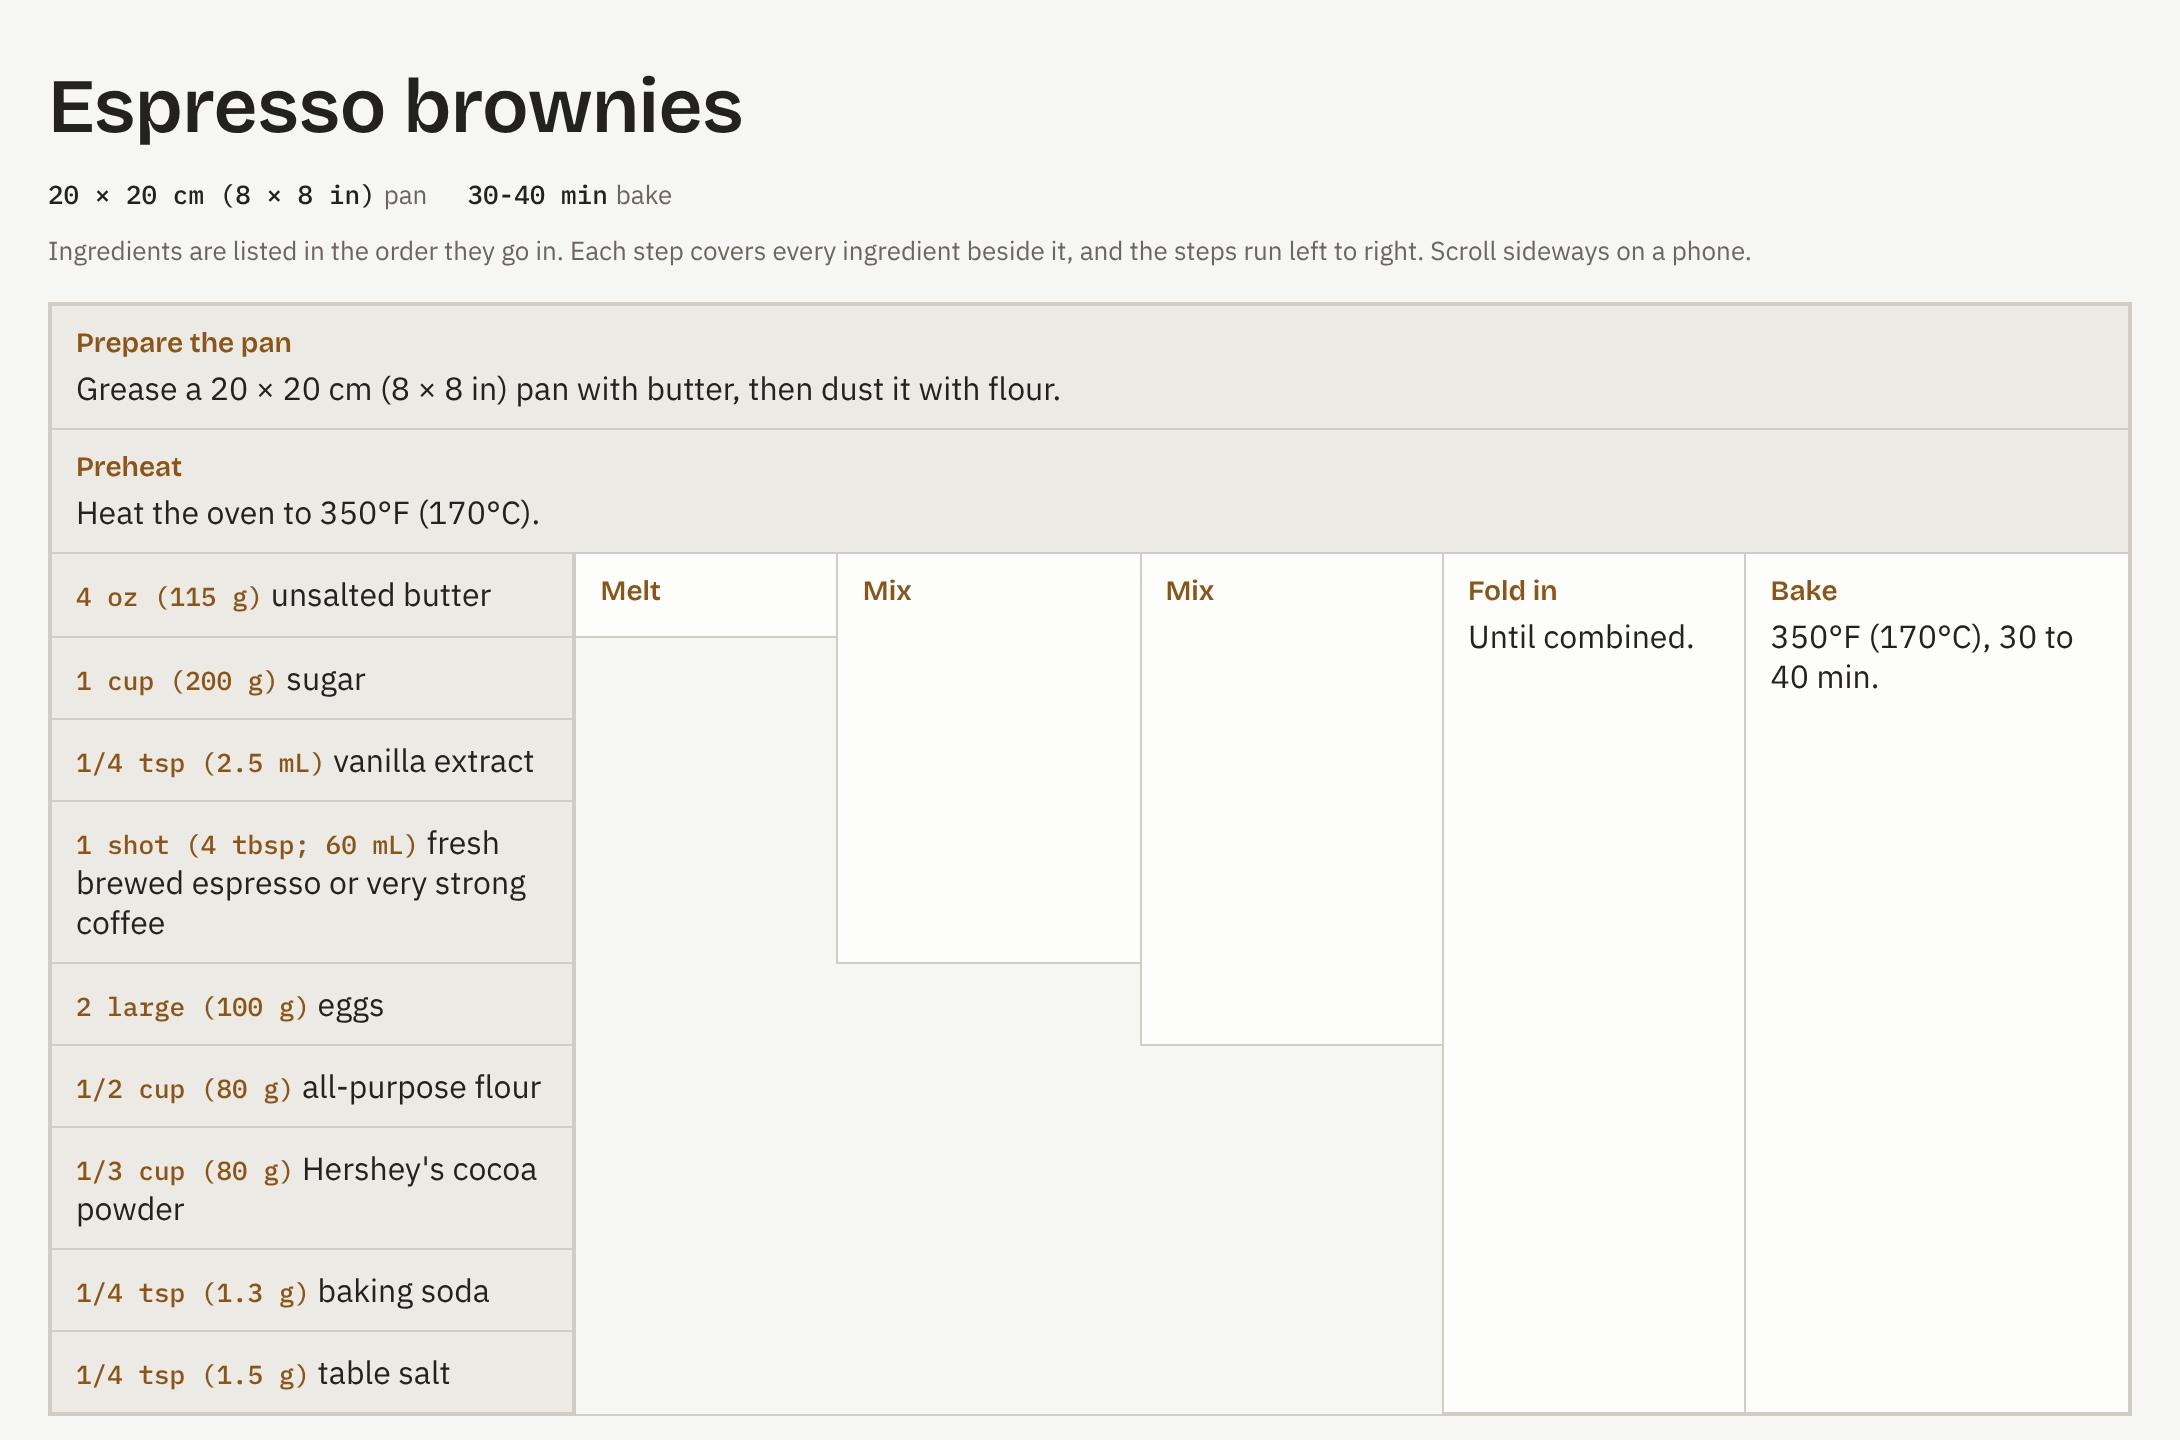 Espresso brownies
20 × 20 cm (8 × 8 in) pan 30-40 min bake
Ingredients are listed in the order they go in. Each step covers every ingredient beside it, and the steps run left to right. Scroll sideways on a phone.
Prepare the pan
Grease a 20 × 20 cm (8 × 8 in) pan with butter, then dust it with flour.
Preheat
Heat the oven to 350°F (170°C).
4 oz (115 g) unsalted butter
1 cup (200 g) sugar
1/4 tsp (2.5 mL) vanilla extract
1 shot (4 tbsp; 60 mL) fresh
brewed espresso or very strong
coffee
2 large (100 g) eggs
1/2 cup (80 g) all-purpose flour
1/3 cup (80 g) Hershey's cocoa
powder
1/4 tsp (1.3 g) baking soda
1/4 tsp (1.5 g) table salt
Melt
Mix
Mix
Fold in
Until combined.
Bake
350°F (170°C), 30 to
40 min.